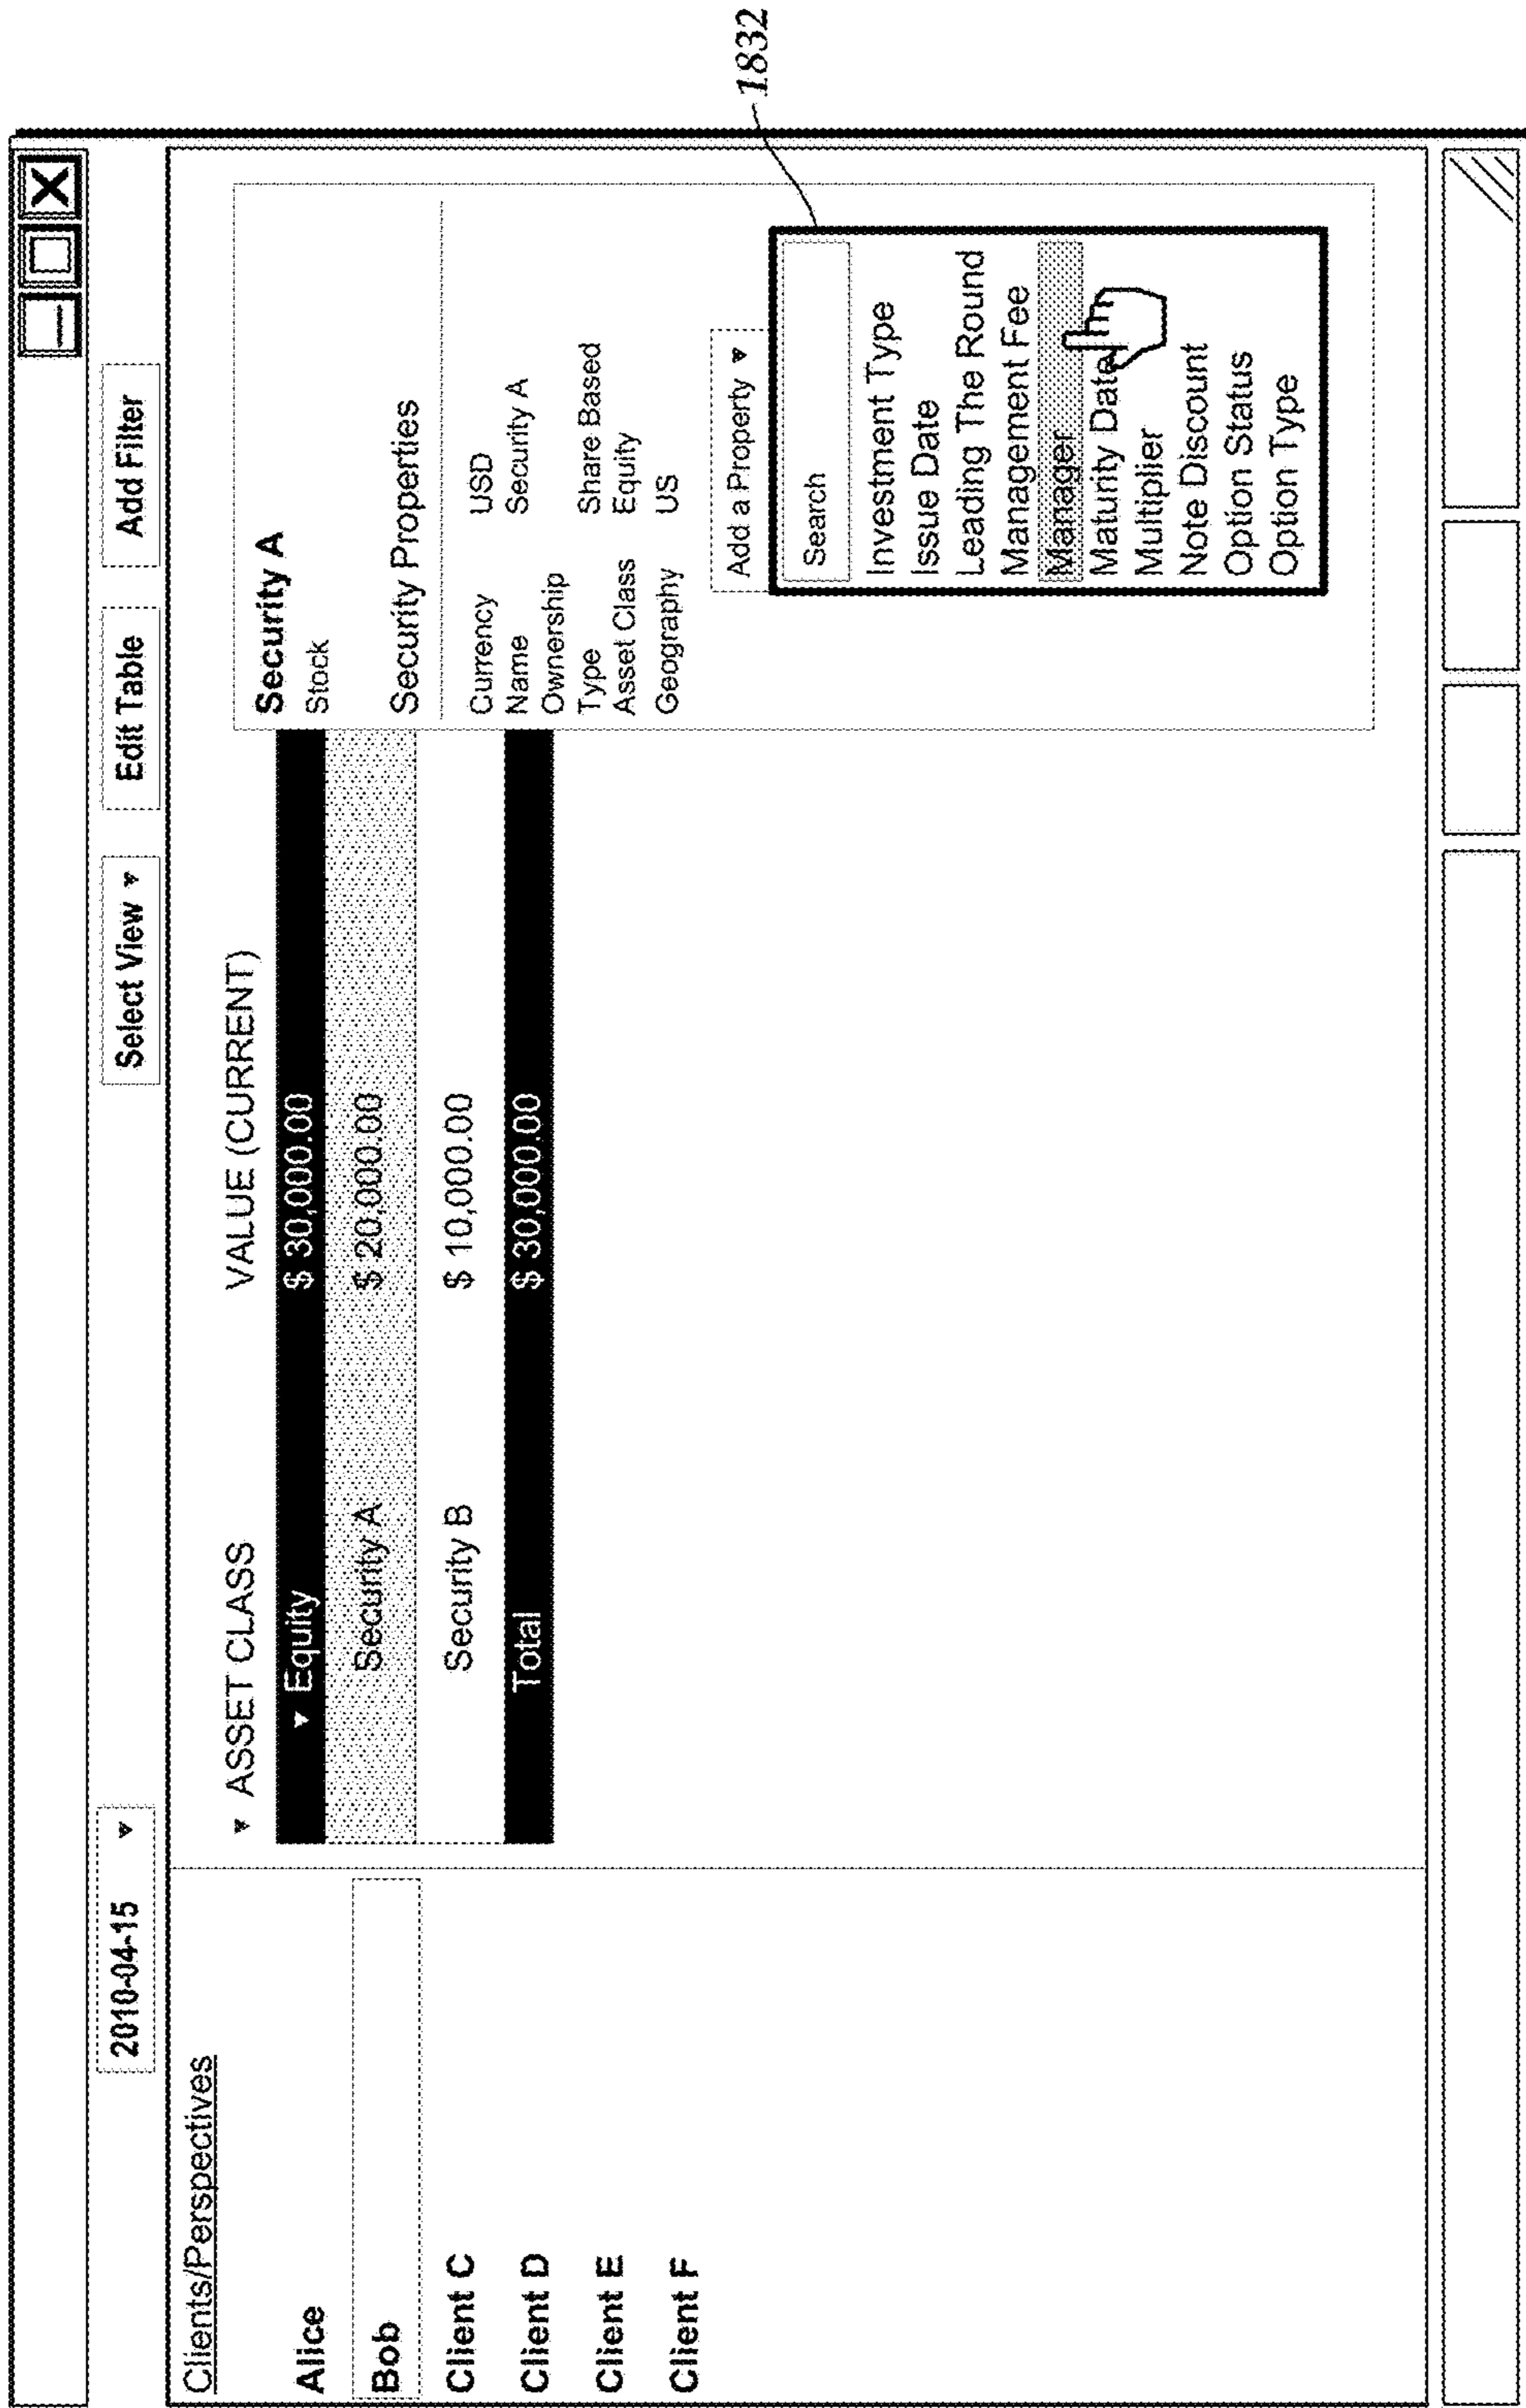 2010-04-15 ▼
Select View ▼
Edit Table
Add Filter
Clients/Perspectives
Alice
Bob
Client C
Client D
Client E
Client F
▼ ASSET CLASS VALUE (CURRENT)
▼ Equity $ 30,000.00
Security A $ 20,000.00
Security B $ 10,000.00
Total $ 30,000.00
Security A
Stock
Security Properties
Currency USD
Name Security A
Ownership
Type Share Based
Asset Class Equity
Geography US
Add a Property ▼
Search
Investment Type
Issue Date
Leading The Round
Management Fee
Manager
Maturity Date
Multiplier
Note Discount
Option Status
Option Type
1832